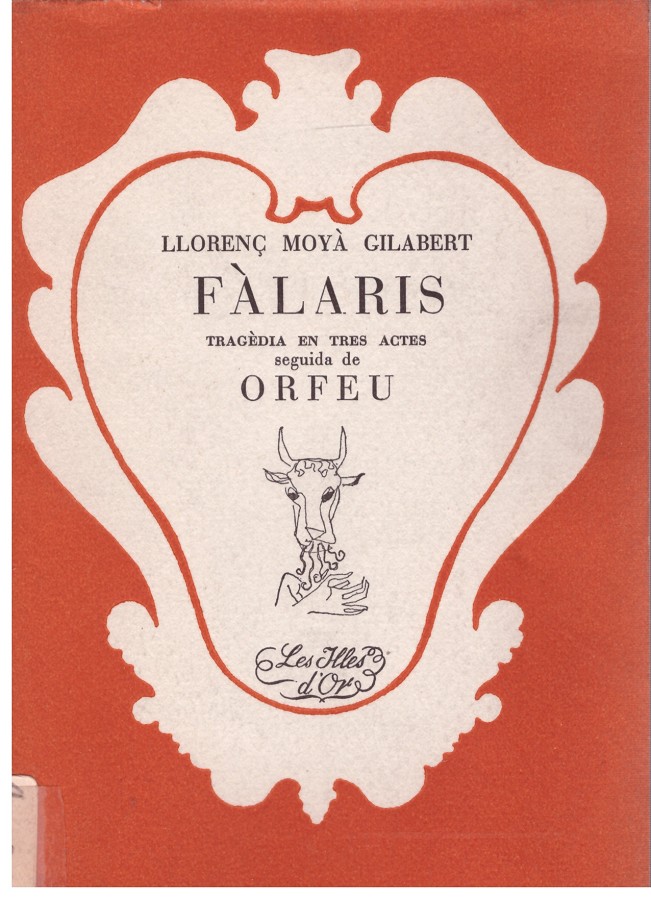 LLORENÇ MOYÀ GILABERT
FÀLARIS
TRAGÈDIA EN TRES ACTES
seguida de
ORFEU
Les Illes
d'Or